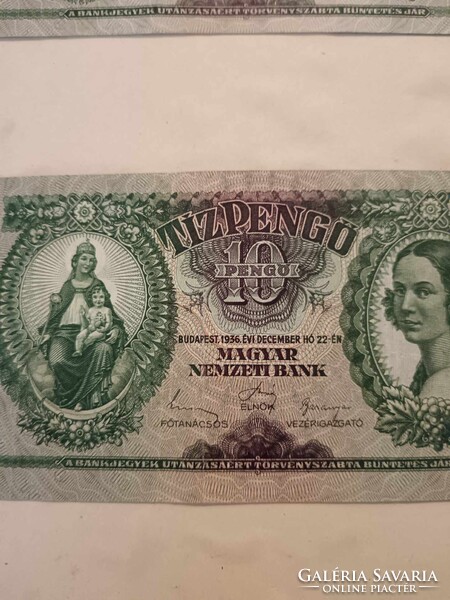 A BANKJEGYEK UTÁNZÁSÁÉRT TÖRVÉNYSZABTA BÜNTETÉS JÁR
TÍZPENGŐ
10
PENGŐ
BUDAPEST, 1936. ÉVI DECEMBER HÓ 22-ÉN
MAGYAR
NEMZETI BANK
FŐTANÁCSOS
ELNÖK
VEZÉRIGAZGATÓ
A BANKJEGYEK UTÁNZÁSÁÉRT TÖRVÉNYSZABTA BÜNTETÉS JÁR
GALÉRIA SAVARIA
ONLINE PIACTÉR